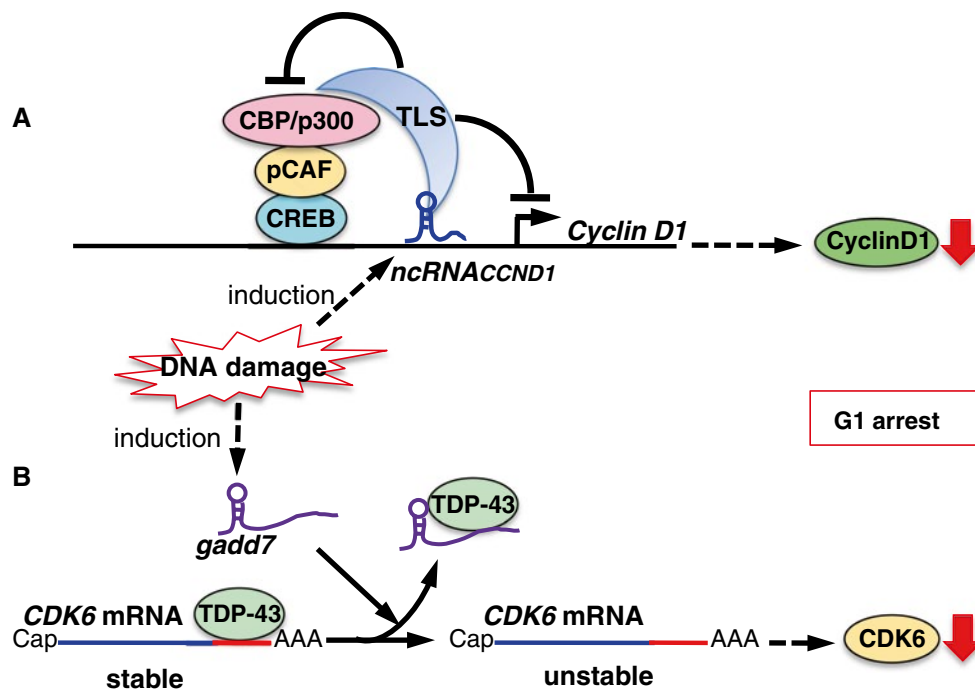 A
CBP/p300
TLS
pCAF
CREB
Cyclin D1
CyclinD1
ncRNACCND1
induction
DNA damage
induction
G1 arrest
B
gadd7
TDP-43
CDK6 mRNA
TDP-43
Cap
AAA
stable
CDK6 mRNA
Cap
AAA
unstable
CDK6